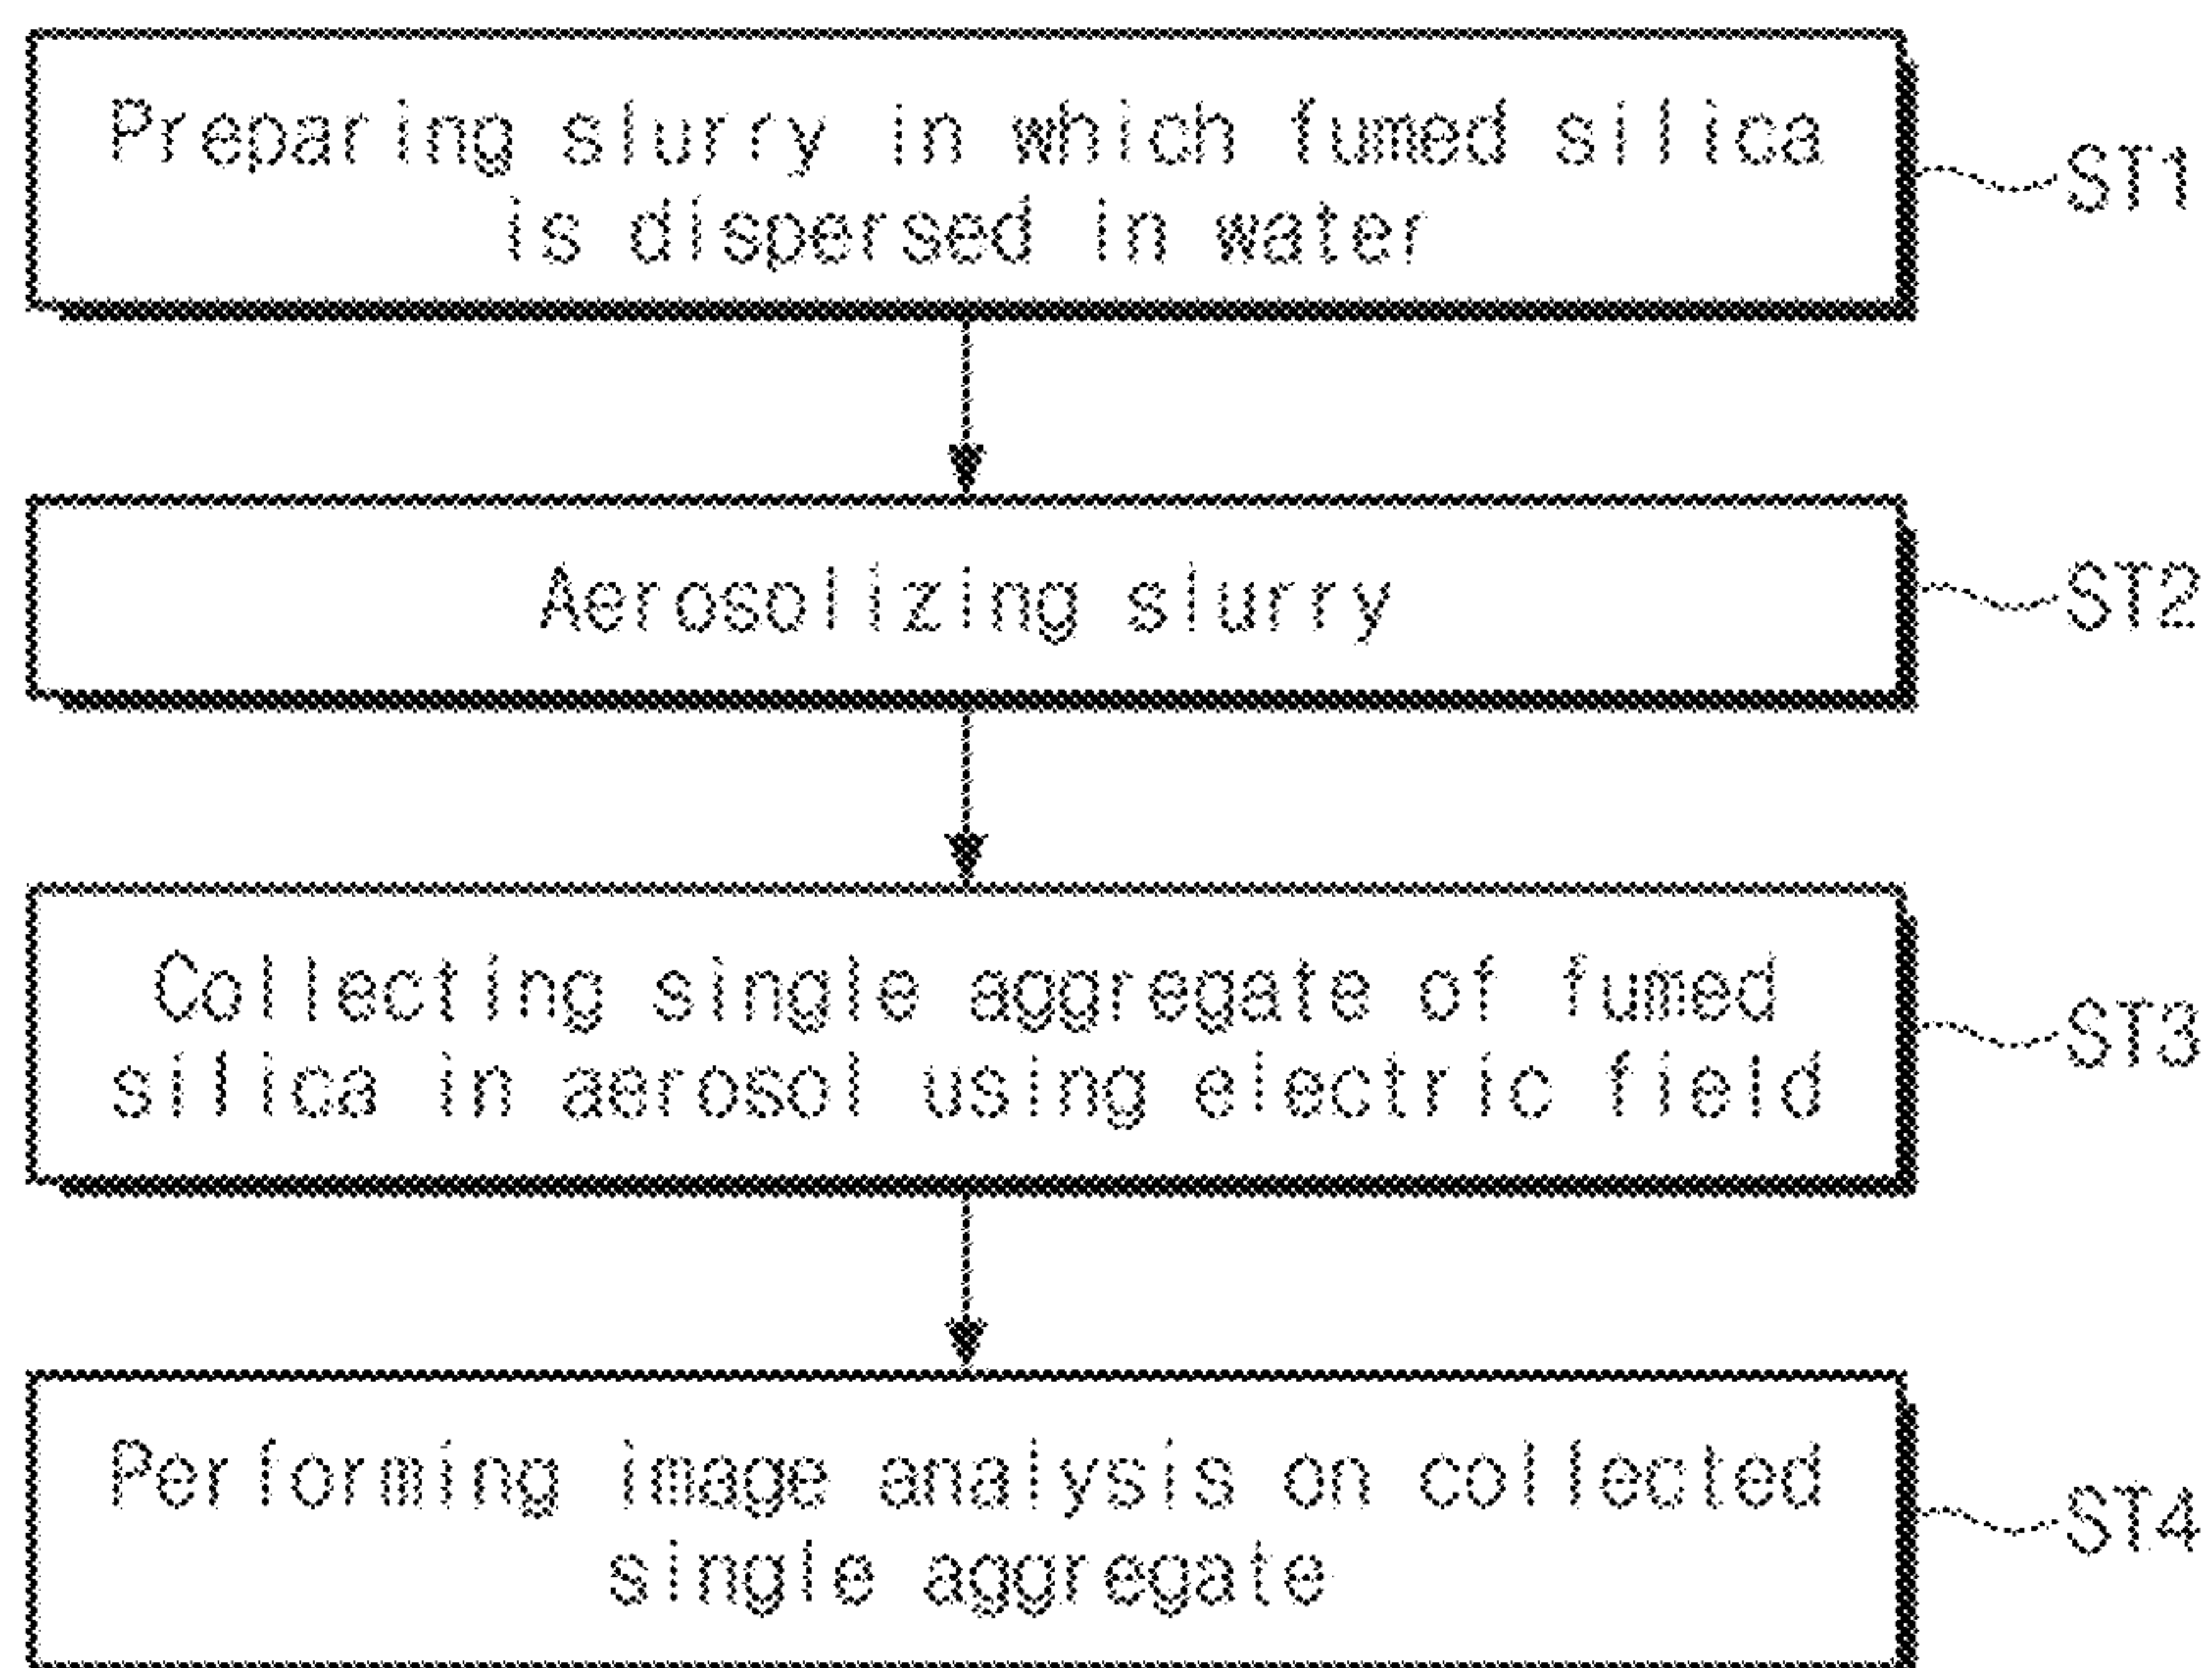 Preparing slurry in which fumed silica
is dispersed in water
ST1
Aerosolizing slurry
ST2
Collecting single aggregate of fumed
silica in aerosol using electric field
ST3
Performing image analysis on collected
single aggregate
ST4